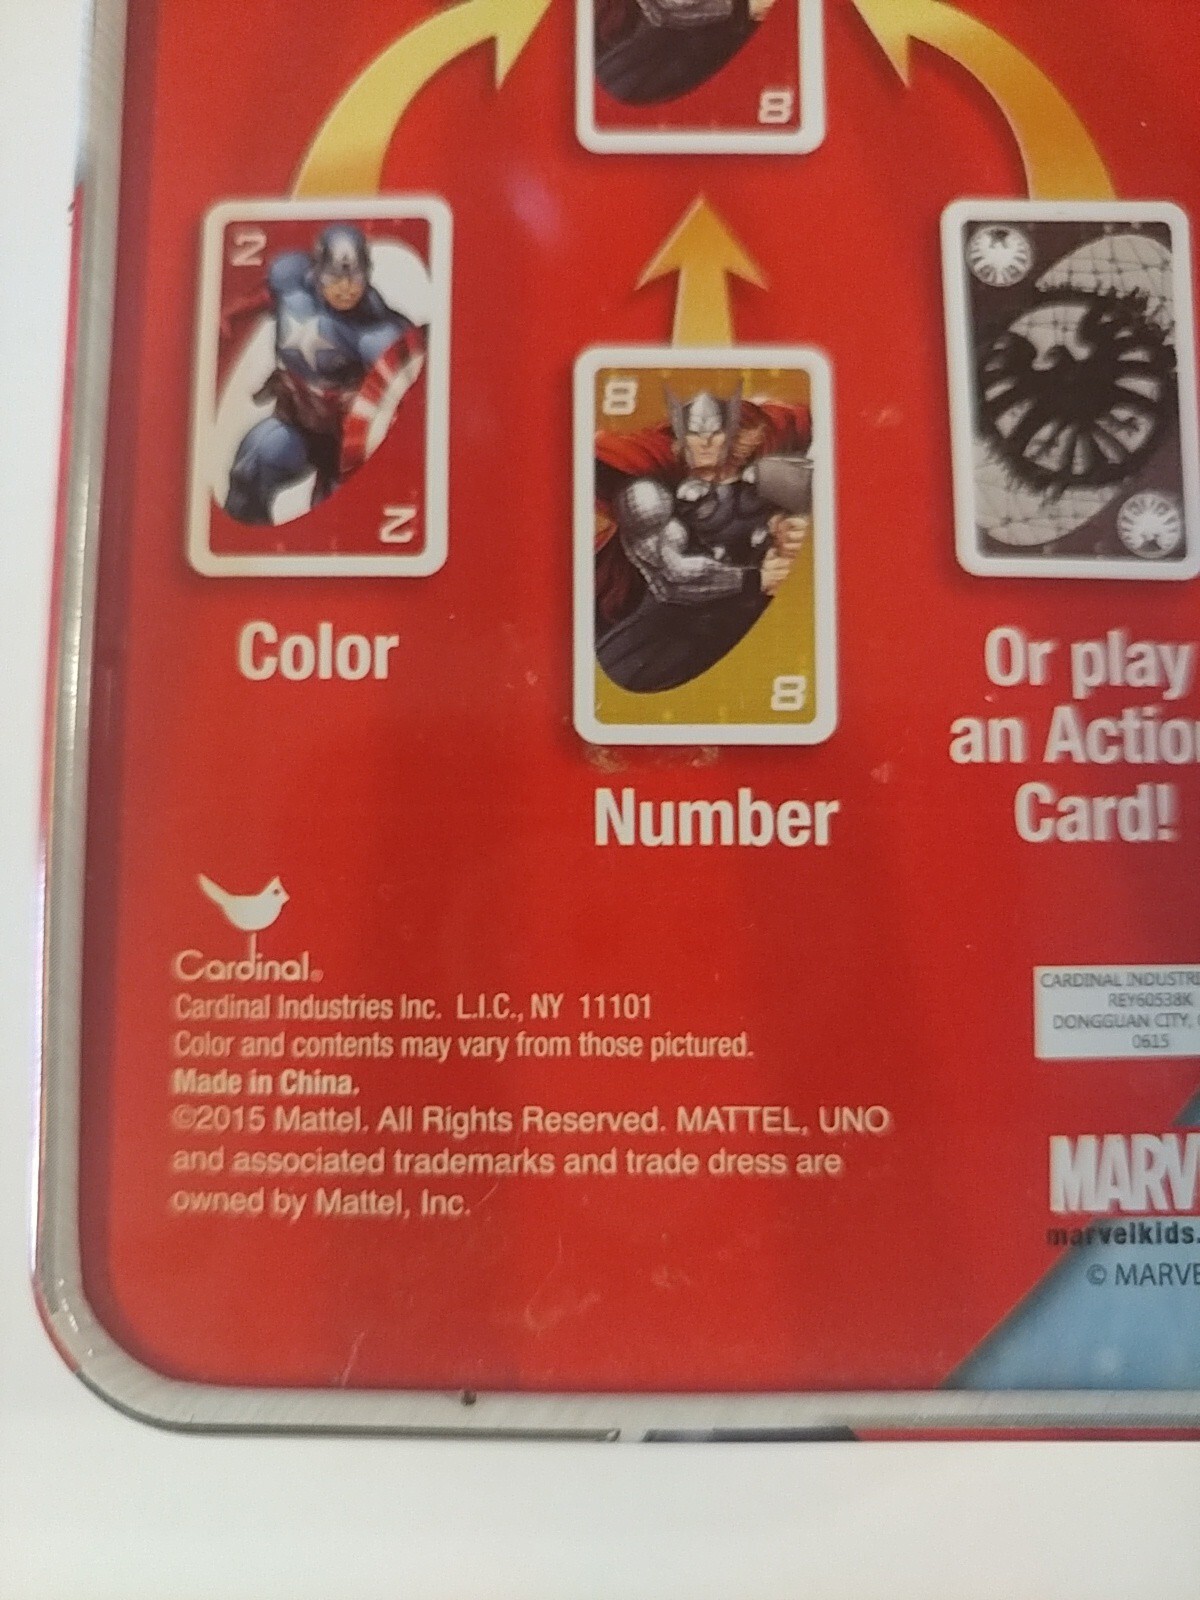 8
2
2
Color
8
8
Number
Or play
an Action
Card!
Cardinal®
Cardinal Industries Inc. L.I.C., NY 11101
Color and contents may vary from those pictured.
Made in China.
©2015 Mattel. All Rights Reserved. MATTEL, UNO
and associated trademarks and trade dress are
owned by Mattel, Inc.
CARDINAL INDUSTRI
REY60538K
DONGGUAN CITY,
0615
MARV
marvelkids.
© MARVE